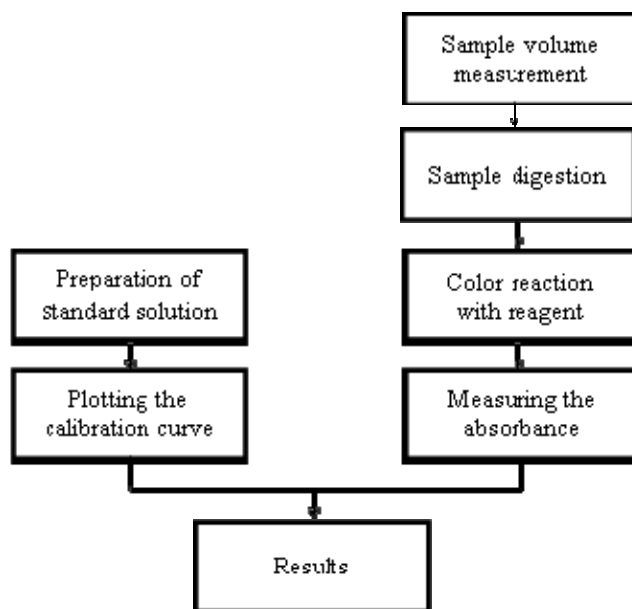 Sample volume
measurement
Sample digestion
Preparation of
standard solution
Color reaction
with reagent
Plotting the
calibration curve
Measuring the
absorbance
Results